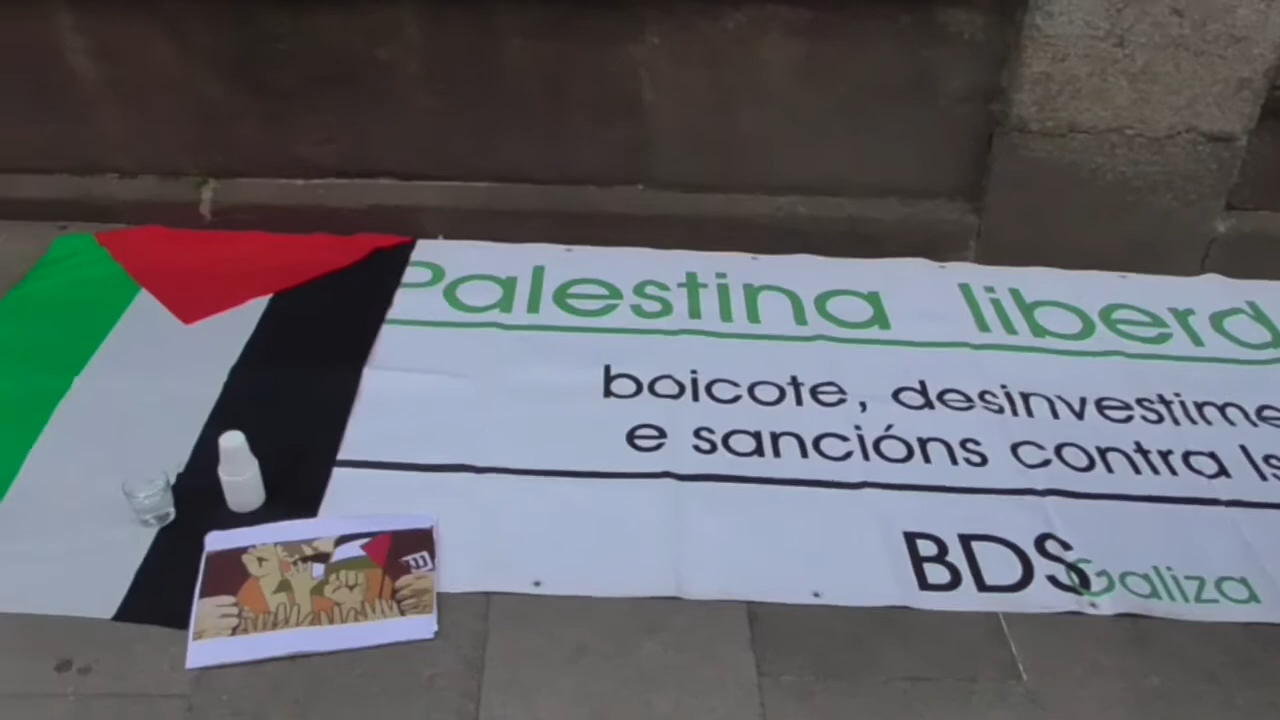 Palestina liberd
boicote, desinvestime
e sancións contra Is
BDS Galiza